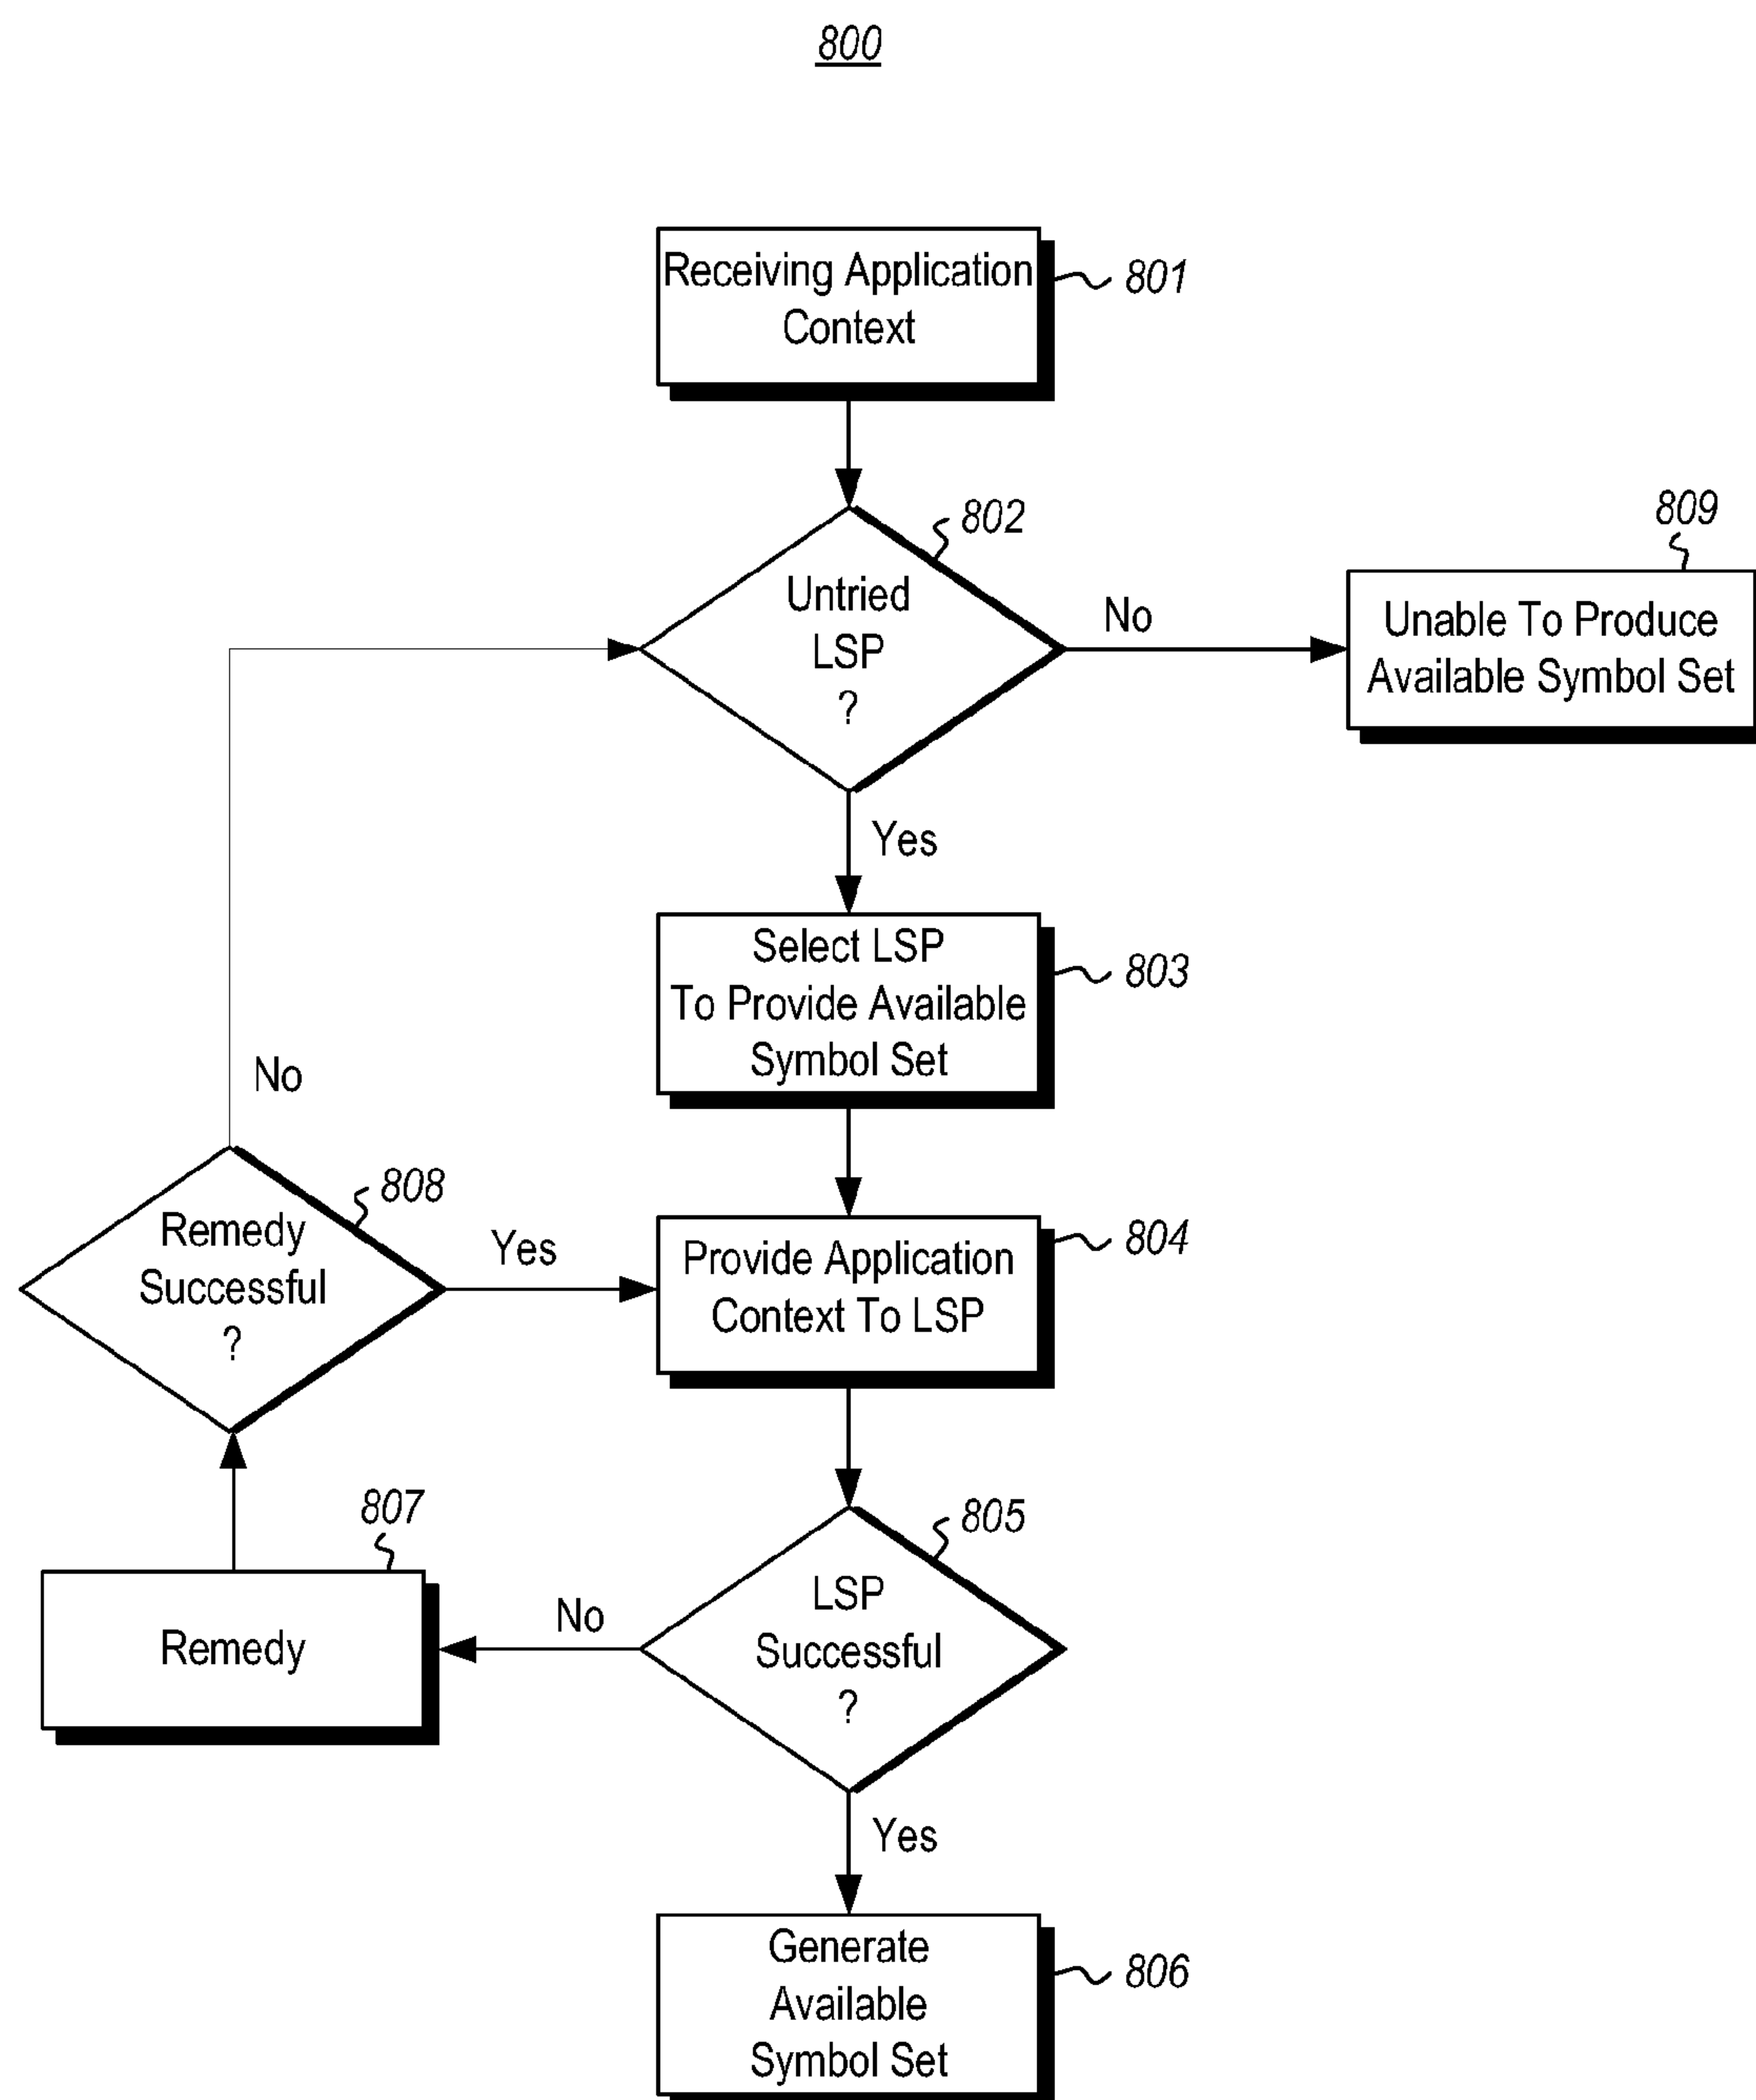 800
Receiving Application
Context
801
802
Untried
LSP
?
No
809
Unable To Produce
Available Symbol Set
Yes
Select LSP
To Provide Available
Symbol Set
803
No
808
Remedy
Successful
?
Yes
Provide Application
Context To LSP
804
807
Remedy
No
805
LSP
Successful
?
Yes
Generate
Available
Symbol Set
806